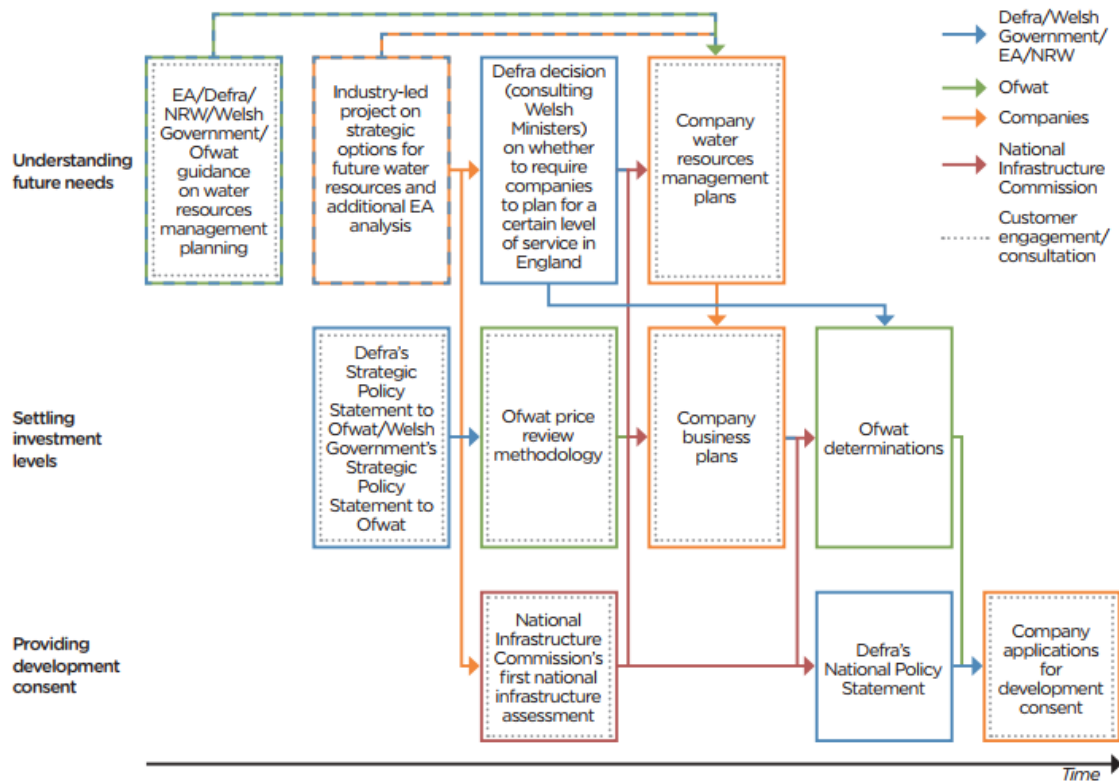 Understanding
future needs
EA/Defra/
NRW/Welsh
Government/
Ofwat
guidance
on water
resources
management
planning
Industry-led
project on
strategic
options for
future water
resources and
additional EA
analysis
Defra decision
(consulting
Welsh
Ministers)
on whether
to require
companies
to plan for a
certain level
of service in
England
Company
water
resources
management
plans
Defra/Welsh
Government/
EA/NRW
Ofwat
Companies
National
Infrastructure
Commission
Customer
engagement/
consultation
Settling
investment
levels
Defra's
Strategic
Policy
Statement to
Ofwat/Welsh
Government's
Strategic
Policy
Statement to
Ofwat
Ofwat price
review
methodology
Company
business
plans
Ofwat
determinations
Providing
development
consent
National
Infrastructure
Commission's
first national
infrastructure
assessment
Defra's
National Policy
Statement
Company
applications
for
development
consent
Time